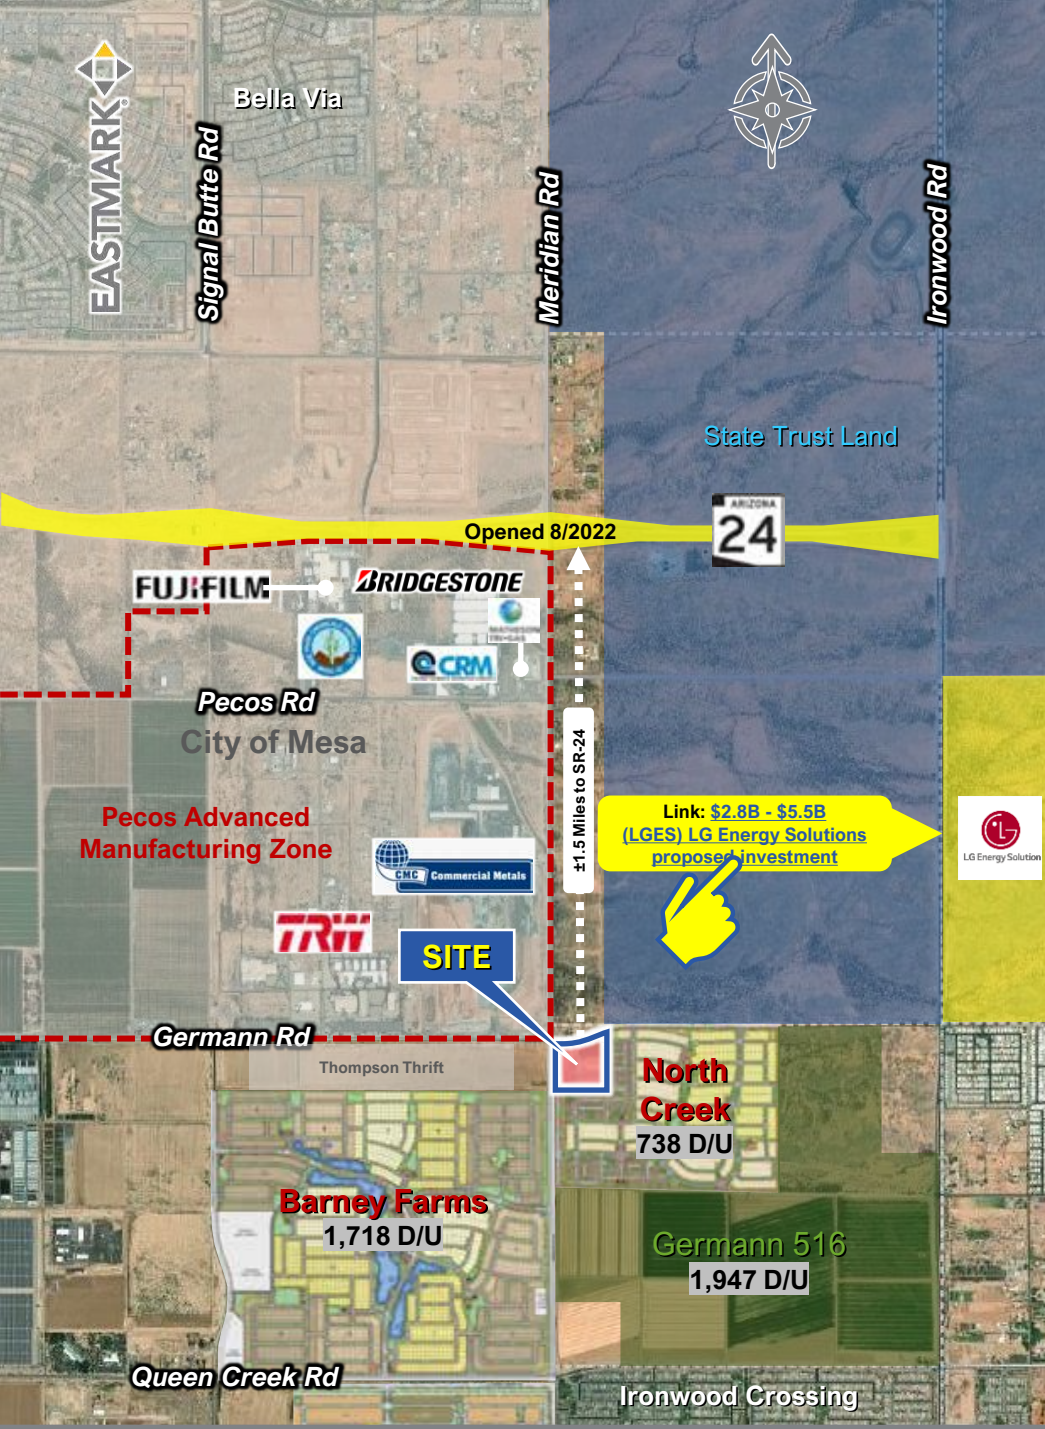 EASTMARK
Bella Via
Signal Butte Rd
Meridian Rd
Ironwood Rd
State Trust Land
ARIZONA
24
Opened 8/2022
FUJIFILM
BRIDGESTONE
MATHESON
TRI•GAS
CRM
Pecos Rd
City of Mesa
±1.5 Miles to SR-24
Pecos Advanced
Manufacturing Zone
Link: $2.8B - $5.5B
(LGES) LG Energy Solutions
proposed investment
LG Energy Solution
CMC Commercial Metals
TRW
SITE
Germann Rd
Thompson Thrift
North
Creek
738 D/U
Barney Farms
1,718 D/U
Germann 516
1,947 D/U
Queen Creek Rd
Ironwood Crossing